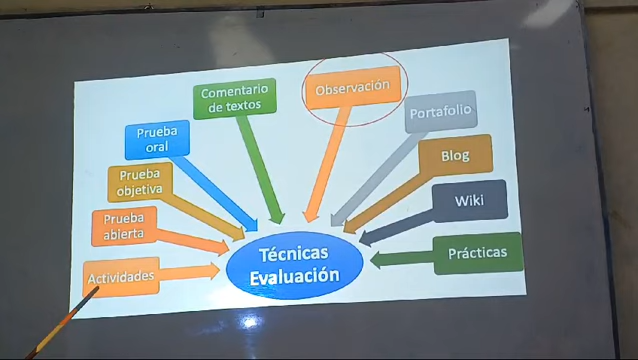 Comentario
de textos
Observación
Portafolio
Prueba
oral
Blog
Prueba
objetiva
Wiki
Prueba
abierta
Prácticas
Actividades
Técnicas
Evaluación